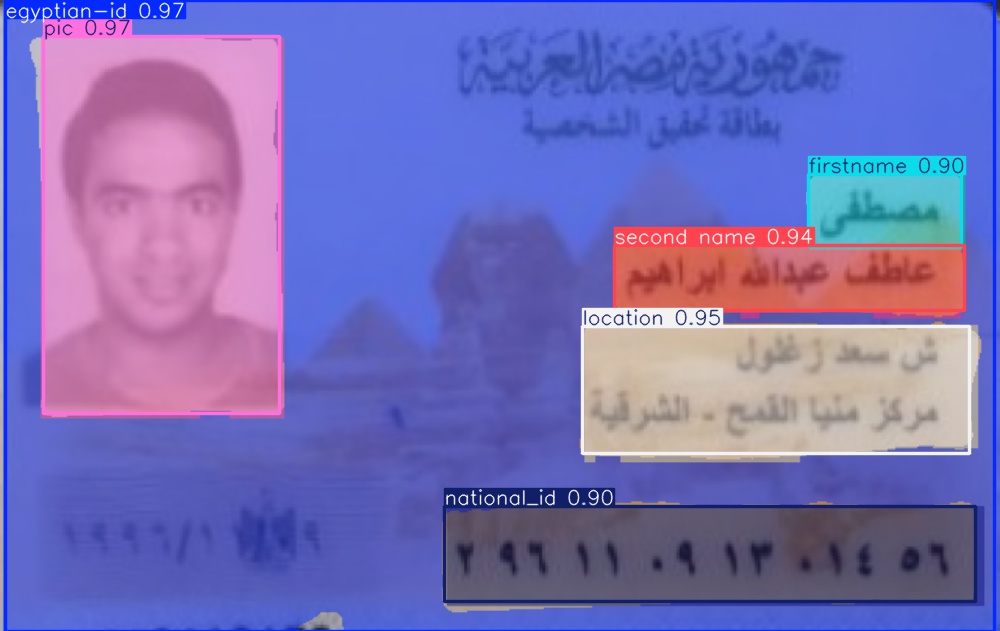 egyptian-id 0.97
pic 0.97
جمهورية مصر العربية
بطاقة تحقيق الشخصية
firstname 0.90
مصطفى
second name 0.94
عاطف عبدالله ابراهيم
location 0.95
ش سعد زغلول
مركز منيا القمح - الشرقية
national_id 0.90
٢ ٩٦ ١١ ٠٩ ١٣ ٠١٤ ٥٦